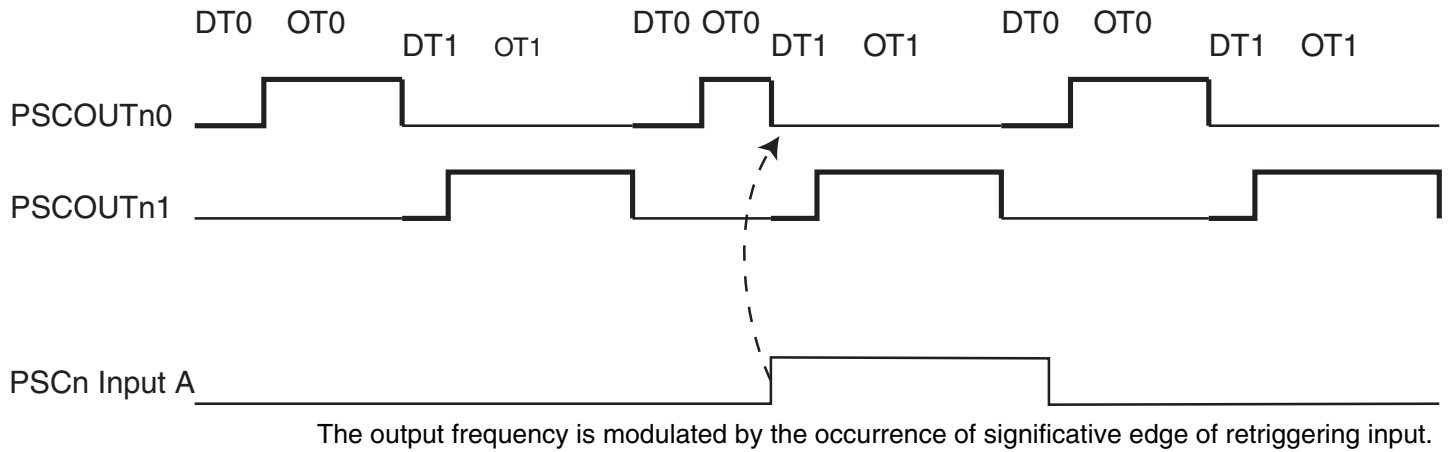 DT0 OT0 DT0 OT0 DT0 OT0
DT1 OT1 DT1 OT1 DT1 OT1
PSCOUTn0
PSCOUTn1
PSCn Input A
The output frequency is modulated by the occurrence of significative edge of retriggering input.